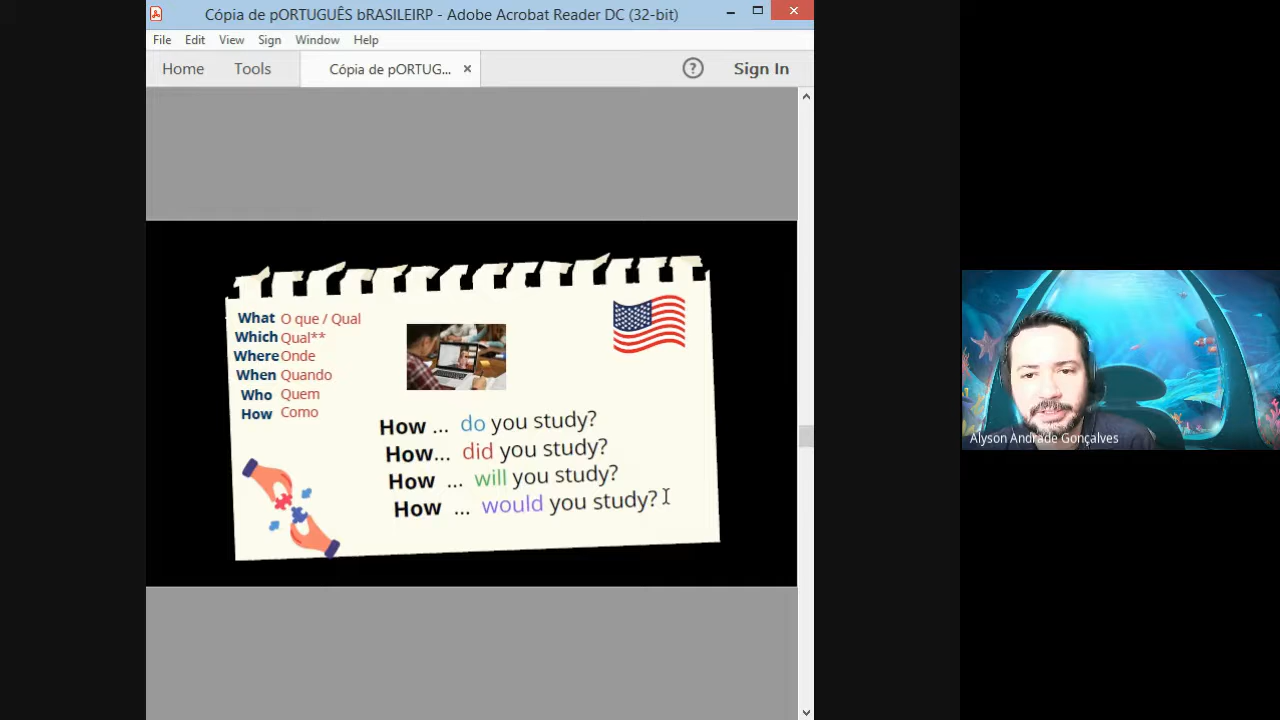 Cópia de pORTUGUÊS bRASILEIRP - Adobe Acrobat Reader DC (32-bit)
File Edit View Sign Window Help
Home Tools Cópia de pORTUG... × ? Sign In
What O que / Qual
Which Qual**
Where Onde
When Quando
Who Quem
How Como
How ... do you study?
How... did you study?
How ... will you study?
How ... would you study?
Alyson Andrade Gonçalves